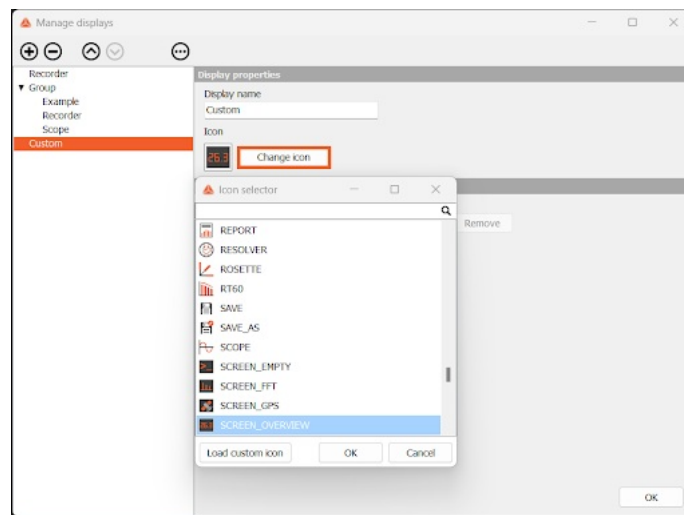 Manage displays
Recorder
Group
Example
Recorder
Scope
Custom
Display properties
Display name
Custom
Icon
26.3
Change icon
Icon selector
REPORT
RESOLVER
ROSETTE
RT60
SAVE
SAVE_AS
SCOPE
SCREEN_EMPTY
SCREEN_FFT
SCREEN_GPS
SCREEN_OVERVIEW
Load custom icon
OK
Cancel
Remove
OK